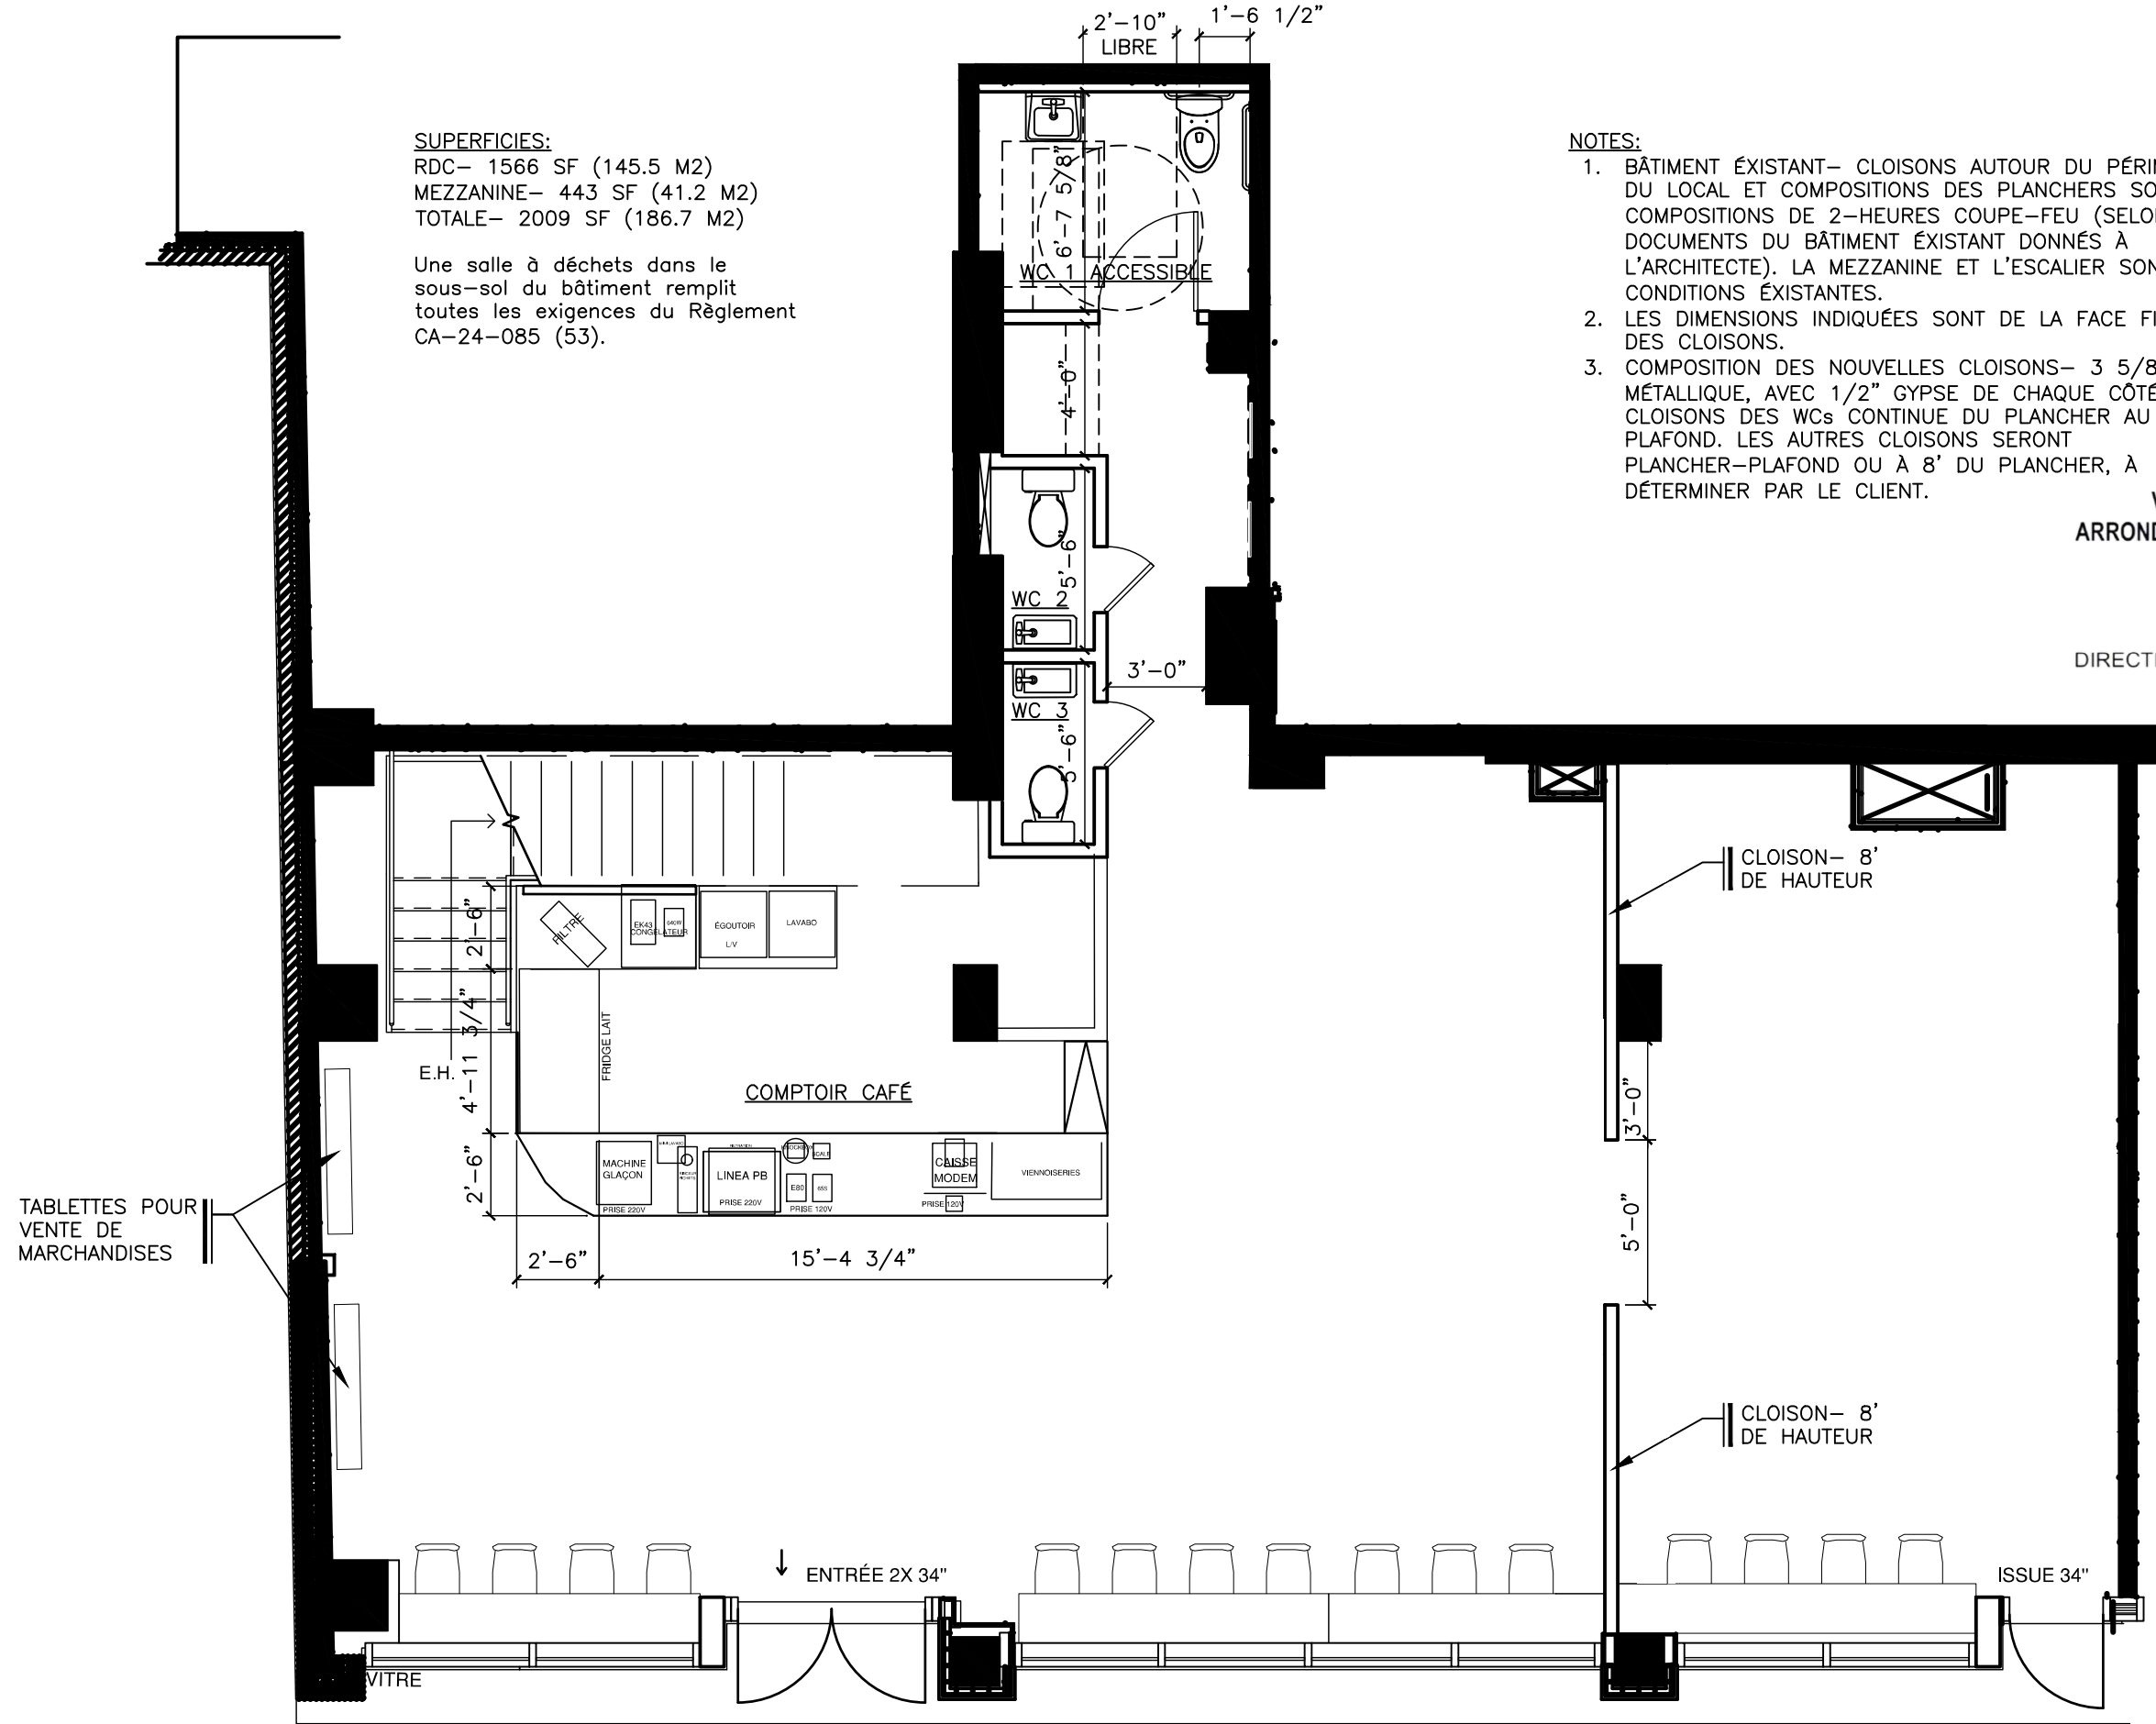 2'-10"
LIBRE
1'-6 1/2"
SUPERFICIES:
RDC- 1566 SF (145.5 M2)
MEZZANINE- 443 SF (41.2 M2)
TOTALE- 2009 SF (186.7 M2)
Une salle à déchets dans le
sous-sol du bâtiment remplit
toutes les exigences du Règlement
CA-24-085 (53).
NOTES:
1. BÂTIMENT ÉXISTANT- CLOISONS AUTOUR DU
DU LOCAL ET COMPOSITIONS DES PLANCHERS
COMPOSITIONS DE 2-HEURES COUPE-FEU
DOCUMENTS DU BÂTIMENT ÉXISTANT DONNÉS À
L'ARCHITECTE). LA MEZZANINE ET L'ESCALIER
CONDITIONS ÉXISTANTES.
2. LES DIMENSIONS INDIQUÉES SONT DE LA FACE
DES CLOISONS.
3. COMPOSITION DES NOUVELLES CLOISONS- 3 5/8
MÉTALLIQUE, AVEC 1/2" GYPSE DE CHAQUE CÔTÉ
CLOISONS DES WCs CONTINUE DU PLANCHER AU
PLAFOND. LES AUTRES CLOISONS SERONT
PLANCHER-PLAFOND OU À 8' DU PLANCHER, À
DÉTERMINER PAR LE CLIENT.
ARROND
DIRECTI
6'-7 5/8"
WC 1 ACCESSIBLE
4'-0"
5'-6"
WC 2
3'-0"
WC 3
5'-6"
CLOISON- 8'
DE HAUTEUR
2'-6"
FILTRE
EK43
CONGÉLATEUR
ÉGOUTOIR
L/V
LAVABO
4'-11 3/4"
FRIDGE LAIT
E.H.
COMPTOIR CAFÉ
3'-0"
2'-6"
MACHINE
GLAÇON
PRISE 220V
LINEA PB
PRISE 220V
SCALE
E80
PRISE 120V
CAISSE
MODEM
PRISE 120V
VIENNOISERIES
TABLETTES POUR
VENTE DE
MARCHANDISES
5'-0"
2'-6"
15'-4 3/4"
CLOISON- 8'
DE HAUTEUR
ENTRÉE 2X 34"
ISSUE 34"
VITRE